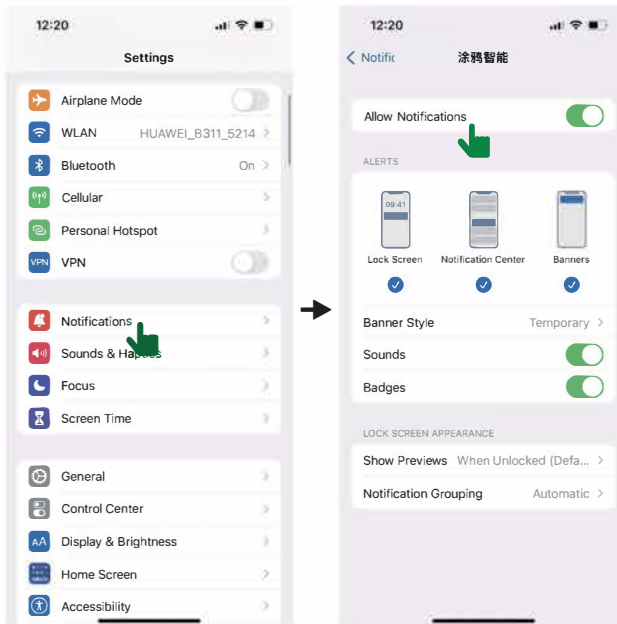 12:20
Settings
Airplane Mode
WLAN HUAWEI_B311_5214
Bluetooth On
Cellular
Personal Hotspot
VPN VPN
Notifications
Sounds & Haptics
Focus
Screen Time
General
Control Center
AA Display & Brightness
Home Screen
Accessibility
12:20
Notific 涂鸦智能
Allow Notifications
ALERTS
09:41
Lock Screen Notification Center Banners
Banner Style Temporary
Sounds
Badges
LOCK SCREEN APPEARANCE
Show Previews When Unlocked (Defa...
Notification Grouping Automatic